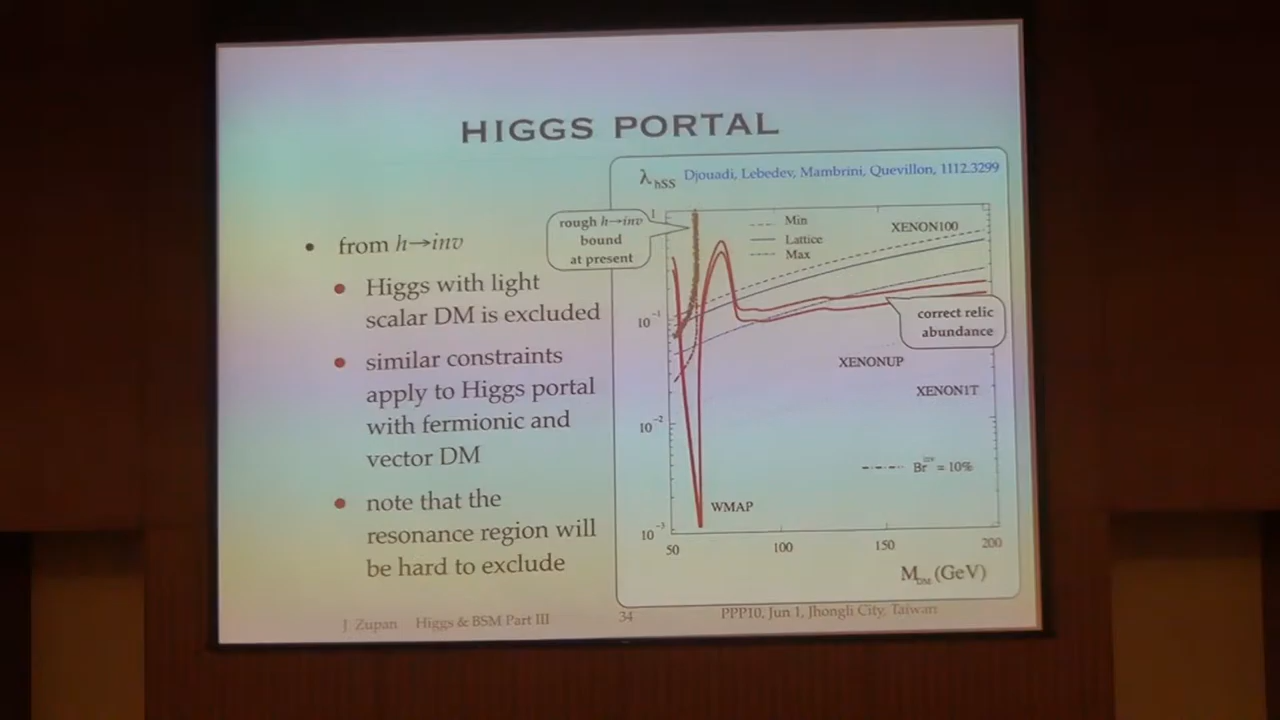 HIGGS PORTAL
• from h→inv
• Higgs with light
scalar DM is excluded
• similar constraints
apply to Higgs portal
with fermionic and
vector DM
• note that the
resonance region will
be hard to exclude
λhSS
Djouadi, Lebedev, Mambrini, Quevillon, 1112.3299
rough h→inv
bound
at present
1
Min
Lattice
Max
XENON100
10⁻¹
correct relic
abundance
XENONUP
XENON1T
10⁻²
Br^inv = 10%
WMAP
10⁻³
50
100
150
200
M_DM (GeV)
J. Zupan Higgs & BSM Part III
34
PPP10, Jun 1, Jhongli City, Taiwan